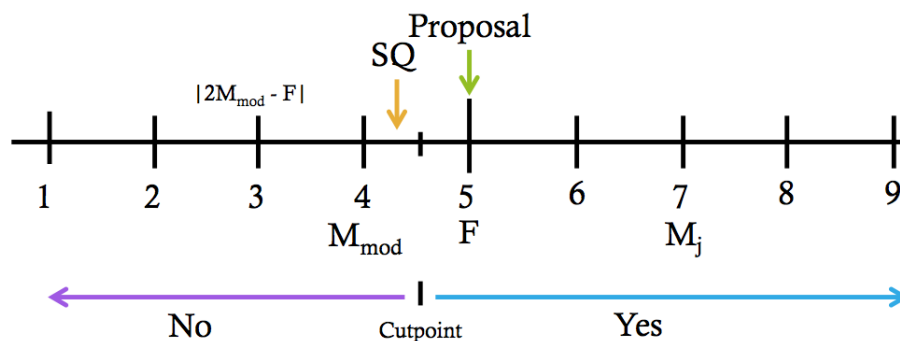 Proposal
SQ
|2Mmod - F|
1 2 3 4 5 6 7 8 9
Mmod F Mj
No Cutpoint Yes